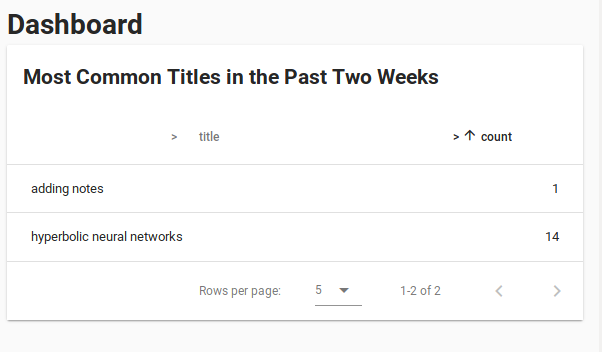 Dashboard
Most Common Titles in the Past Two Weeks
> title > ↑ count
adding notes 1
hyperbolic neural networks 14
Rows per page: 5 1-2 of 2